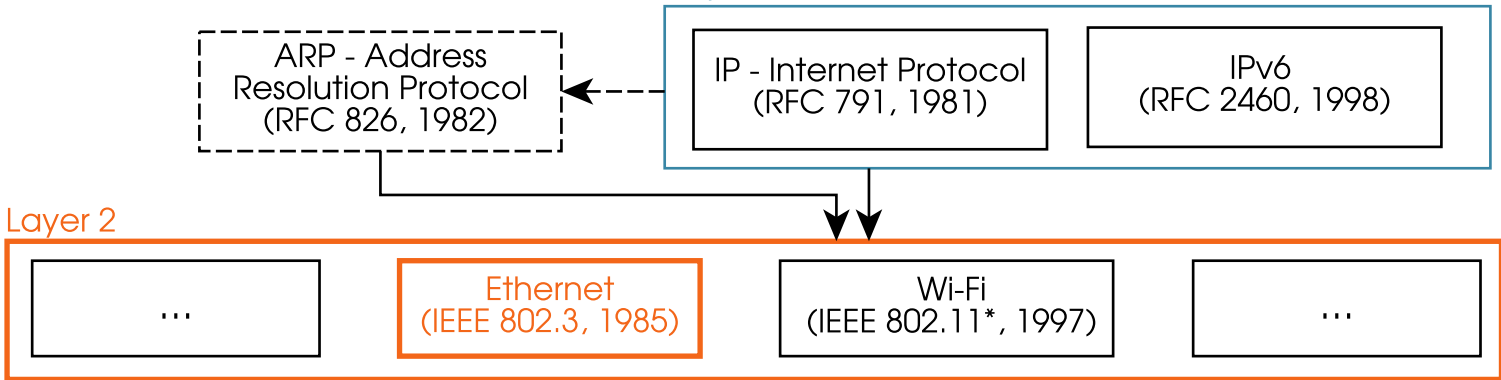 ARP - Address
Resolution Protocol
(RFC 826, 1982)
IP - Internet Protocol
(RFC 791, 1981)
IPv6
(RFC 2460, 1998)
Layer 2
...
Ethernet
(IEEE 802.3, 1985)
Wi-Fi
(IEEE 802.11*, 1997)
...